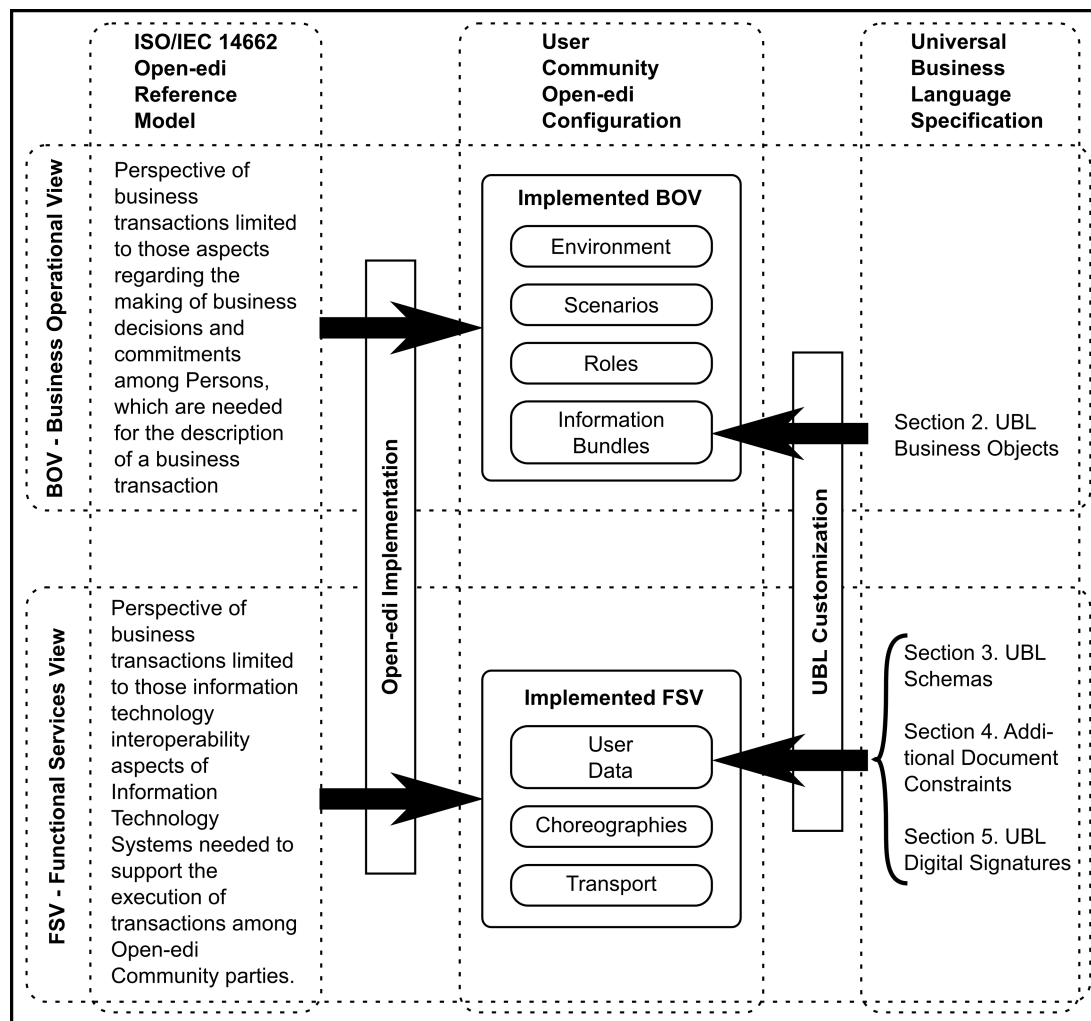 ISO/IEC 14662
Open-edi
Reference
Model
User
Community
Open-edi
Configuration
Universal
Business
Language
Specification
BOV - Business Operational View
Perspective of
business
transactions limited
to those aspects
regarding the
making of business
decisions and
commitments
among Persons,
which are needed
for the description
of a business
transaction
Open-edi Implementation
Implemented BOV
Environment
Scenarios
Roles
Information
Bundles
UBL Customization
Section 2. UBL
Business Objects
FSV - Functional Services View
Perspective of
business
transactions limited
to those information
technology
interoperability
aspects of
Information
Technology
Systems needed to
support the
execution of
transactions among
Open-edi
Community parties.
Implemented FSV
User
Data
Choreographies
Transport
Section 3. UBL
Schemas
Section 4. Addi-
tional Document
Constraints
Section 5. UBL
Digital Signatures